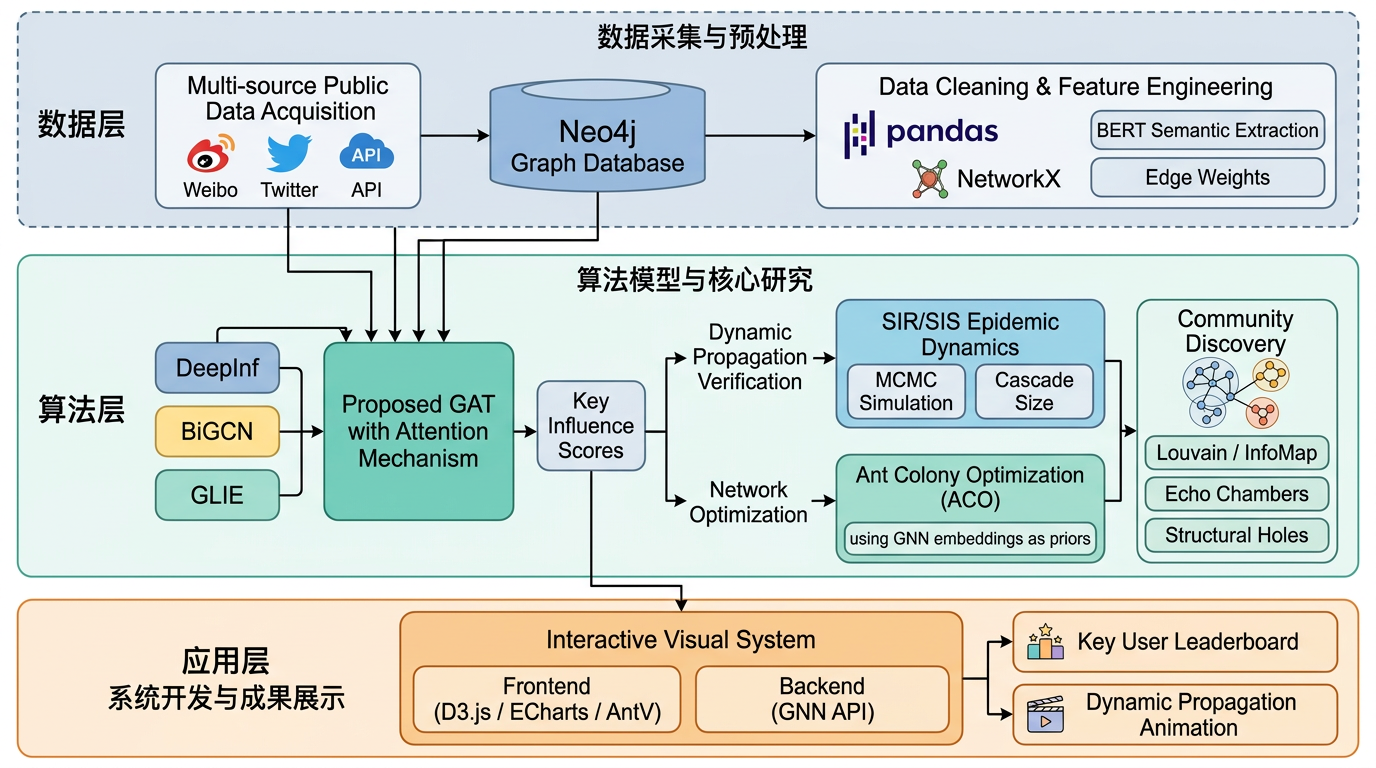 数据采集与预处理
数据层
Multi-source Public
Data Acquisition
Weibo
Twitter
API
API
Neo4j
Graph Database
Data Cleaning & Feature Engineering
pandas
NetworkX
BERT Semantic Extraction
Edge Weights
算法模型与核心研究
算法层
DeepInf
BiGCN
GLIE
Proposed GAT
with Attention
Mechanism
Key
Influence
Scores
Dynamic
Propagation
Verification
Network
Optimization
SIR/SIS Epidemic
Dynamics
MCMC
Simulation
Cascade
Size
Ant Colony Optimization
(ACO)
using GNN embeddings as priors
Community
Discovery
Louvain / InfoMap
Echo Chambers
Structural Holes
应用层
系统开发与成果展示
Interactive Visual System
Frontend
(D3.js / ECharts / AntV)
Backend
(GNN API)
Key User Leaderboard
Dynamic Propagation
Animation